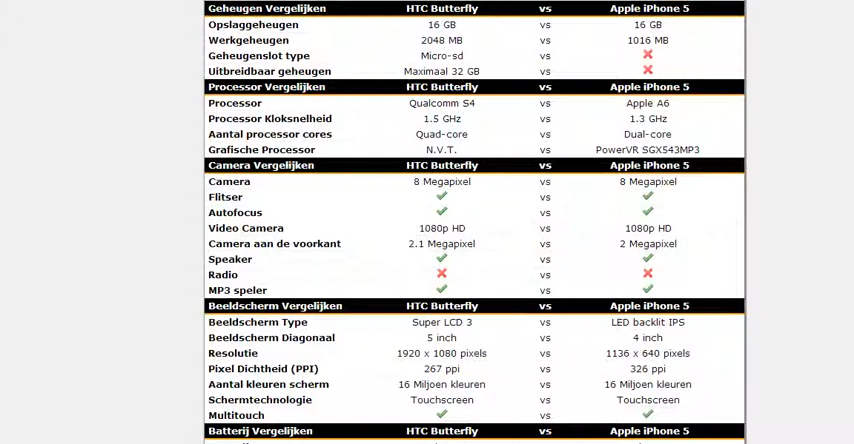 Geheugen Vergelijken HTC Butterfly vs Apple iPhone 5
Opslaggeheugen 16 GB vs 16 GB
Werkgeheugen 2048 MB vs 1016 MB
Geheugenslot type Micro-sd vs
Uitbreidbaar geheugen Maximaal 32 GB vs
Processor Vergelijken HTC Butterfly vs Apple iPhone 5
Processor Qualcomm S4 vs Apple A6
Processor Kloksnelheid 1.5 GHz vs 1.3 GHz
Aantal processor cores Quad-core vs Dual-core
Grafische Processor N.V.T. vs PowerVR SGX543MP3
Camera Vergelijken HTC Butterfly vs Apple iPhone 5
Camera 8 Megapixel vs 8 Megapixel
Flitser vs
Autofocus vs
Video Camera 1080p HD vs 1080p HD
Camera aan de voorkant 2.1 Megapixel vs 2 Megapixel
Speaker vs
Radio vs
MP3 speler vs
Beeldscherm Vergelijken HTC Butterfly vs Apple iPhone 5
Beeldscherm Type Super LCD 3 vs LED backlit IPS
Beeldscherm Diagonaal 5 inch vs 4 inch
Resolutie 1920 x 1080 pixels vs 1136 x 640 pixels
Pixel Dichtheid (PPI) 267 ppi vs 326 ppi
Aantal kleuren scherm 16 Miljoen kleuren vs 16 Miljoen kleuren
Schermtechnologie Touchscreen vs Touchscreen
Multitouch vs
Batterij Vergelijken HTC Butterfly vs Apple iPhone 5